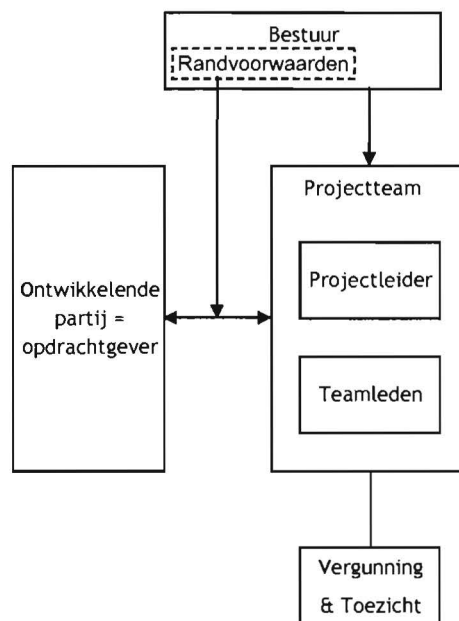 Bestuur
Randvoorwaarden
Projectteam
Projectleider
Ontwikkelende
partij =
opdrachtgever
Teamleden
Vergunning
& Toezicht